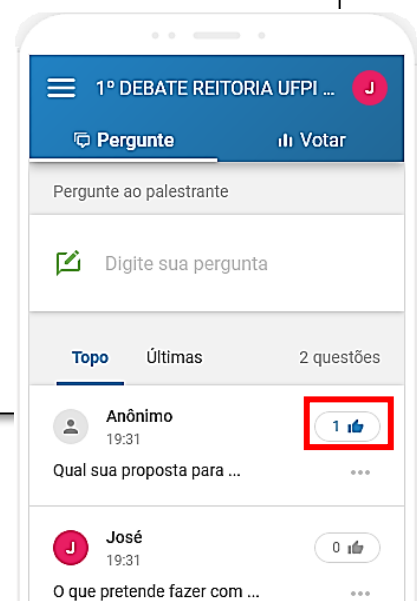 1º DEBATE REITORIA UFPI ... J
Pergunte Votar
Pergunte ao palestrante
Digite sua pergunta
Topo Últimas 2 questões
Anônimo 1
19:31
Qual sua proposta para ...
J José 0
19:31
O que pretende fazer com ...